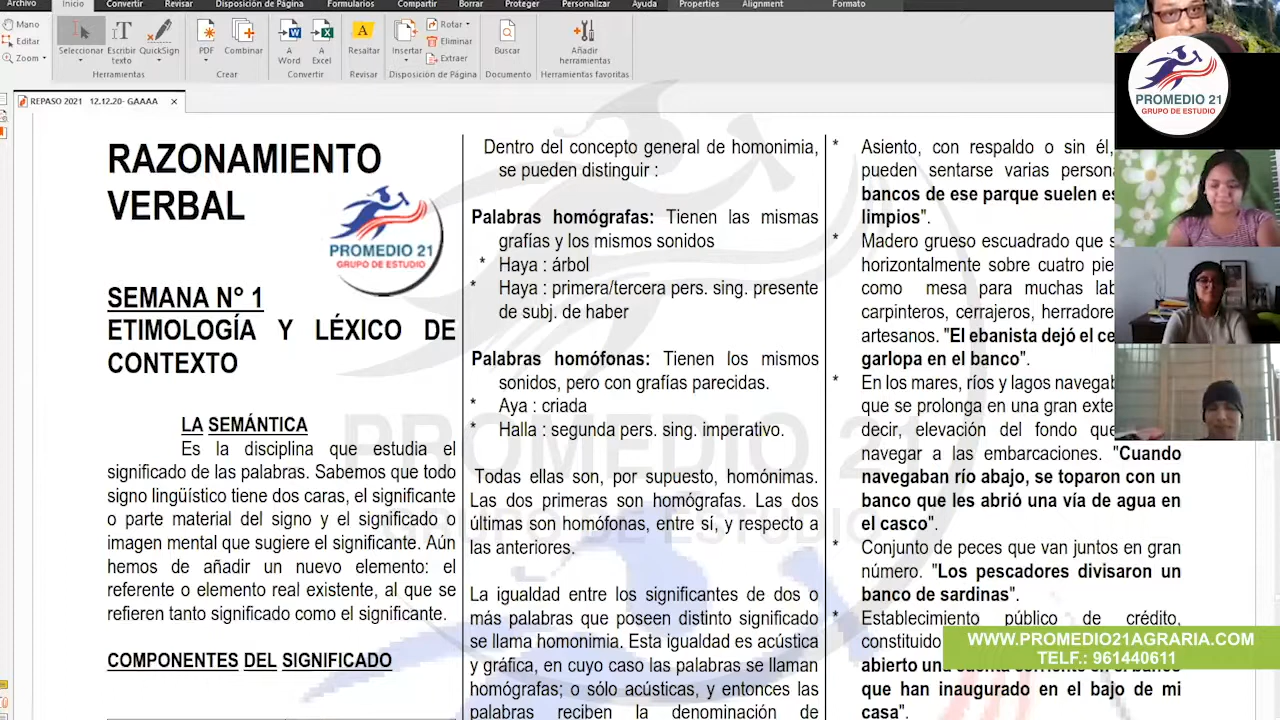 Archivo Inicio Convertir Revisar Disposición de Página Formularios Compartir Borrar Proteger Personalizar Ayuda Properties Alignment Formato
Mano
Editar
Zoom
Seleccionar
Escribir texto
QuickSign
Herramientas
PDF
Combinar
Crear
A Word
A Excel
Convertir
Resaltar
Revisar
Insertar
Rotar
Eliminar
Extraer
Disposición de Página
Buscar
Documento
Añadir herramientas
Herramientas favoritas
REPASO 2021 12.12.20- GAAAA ×
RAZONAMIENTO
VERBAL
PROMEDIO 21
GRUPO DE ESTUDIO
SEMANA N° 1
ETIMOLOGÍA Y LÉXICO DE
CONTEXTO
LA SEMÁNTICA
Es la disciplina que estudia el
significado de las palabras. Sabemos que todo
signo lingüístico tiene dos caras, el significante
o parte material del signo y el significado o
imagen mental que sugiere el significante. Aún
hemos de añadir un nuevo elemento: el
referente o elemento real existente, al que se
refieren tanto significado como el significante.
COMPONENTES DEL SIGNIFICADO
Dentro del concepto general de homonimia,
se pueden distinguir :
Palabras homógrafas: Tienen las mismas
grafías y los mismos sonidos
* Haya : árbol
* Haya : primera/tercera pers. sing. presente
de subj. de haber
Palabras homófonas: Tienen los mismos
sonidos, pero con grafías parecidas.
* Aya : criada
* Halla : segunda pers. sing. imperativo.
Todas ellas son, por supuesto, homónimas.
Las dos primeras son homógrafas. Las dos
últimas son homófonas, entre sí, y respecto a
las anteriores.
La igualdad entre los significantes de dos o
más palabras que poseen distinto significado
se llama homonimia. Esta igualdad es acústica
y gráfica, en cuyo caso las palabras se llaman
homógrafas; o sólo acústicas, y entonces las
palabras reciben la denominación de
* Asiento, con respaldo o sin él,
pueden sentarse varias
bancos de ese parque suelen
limpios".
* Madero grueso escuadrado que
horizontalmente sobre cuatro
como mesa para muchas
carpinteros, cerrajeros,
artesanos. "El ebanista dejó el
garlopa en el banco".
* En los mares, ríos y lagos
que se prolonga en una gran
decir, elevación del fondo
navegar a las embarcaciones. "Cuando
navegaban río abajo, se toparon con un
banco que les abrió una vía de agua en
el casco".
* Conjunto de peces que van juntos en gran
número. "Los pescadores divisaron un
banco de sardinas".
* Establecimiento público de crédito,
constituido
abierto
que han inaugurado en el bajo de mi
casa".
PROMEDIO 21
GRUPO DE ESTUDIO
PROMEDIO 21
GRUPO DE ESTUDIO
WWW.PROMEDIO21AGRARIA.COM
TELF.: 961440611